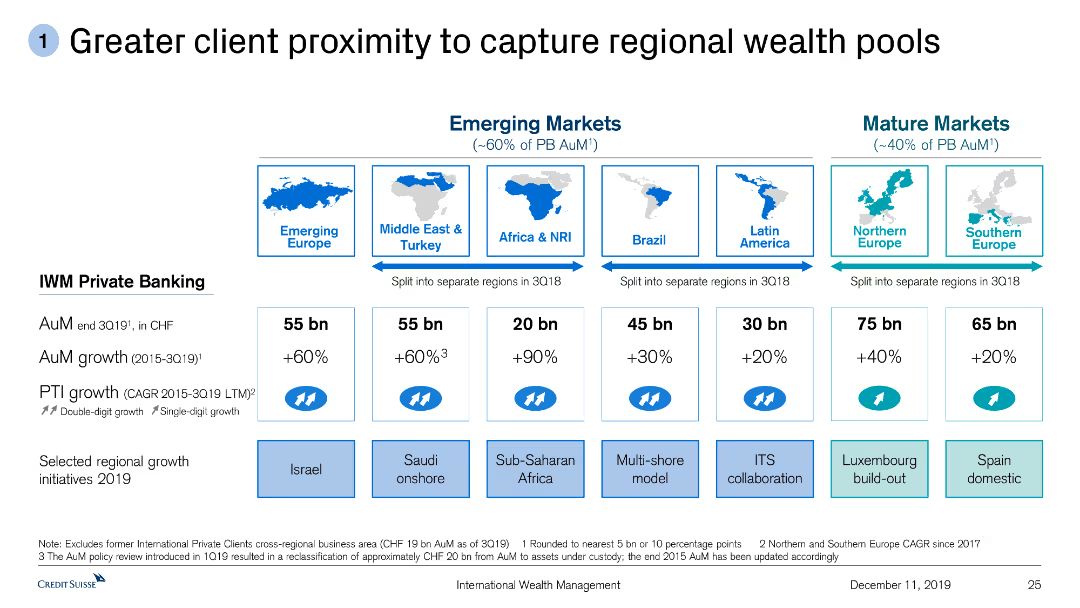 1 Greater client proximity to capture regional wealth pools
Emerging Markets
(~60% of PB AuM¹)
Mature Markets
(~40% of PB AuM¹)
Emerging
Europe
Middle East &
Turkey
Africa & NRI
Brazil
Latin
America
Northern
Europe
Southern
Europe
IWM Private Banking
Split into separate regions in 3Q18
Split into separate regions in 3Q18
Split into separate regions in 3Q18
AuM end 3Q19¹, in CHF
55 bn
55 bn
20 bn
45 bn
30 bn
75 bn
65 bn
AuM growth (2015-3Q19)¹
+60%
+60%³
+90%
+30%
+20%
+40%
+20%
PTI growth (CAGR 2015-3Q19 LTM)²
Double-digit growth
Single-digit growth
Selected regional growth
initiatives 2019
Israel
Saudi
onshore
Sub-Saharan
Africa
Multi-shore
model
ITS
collaboration
Luxembourg
build-out
Spain
domestic
Note: Excludes former International Private Clients cross-regional business area (CHF 19 bn AuM as of 3Q19) 1 Rounded to nearest 5 bn or 10 percentage points 2 Northern and Southern Europe CAGR since 2017
3 The AuM policy review introduced in 1Q19 resulted in a reclassification of approximately CHF 20 bn from AuM to assets under custody; the end 2015 AuM has been updated accordingly
CREDIT SUISSE
International Wealth Management
December 11, 2019
25